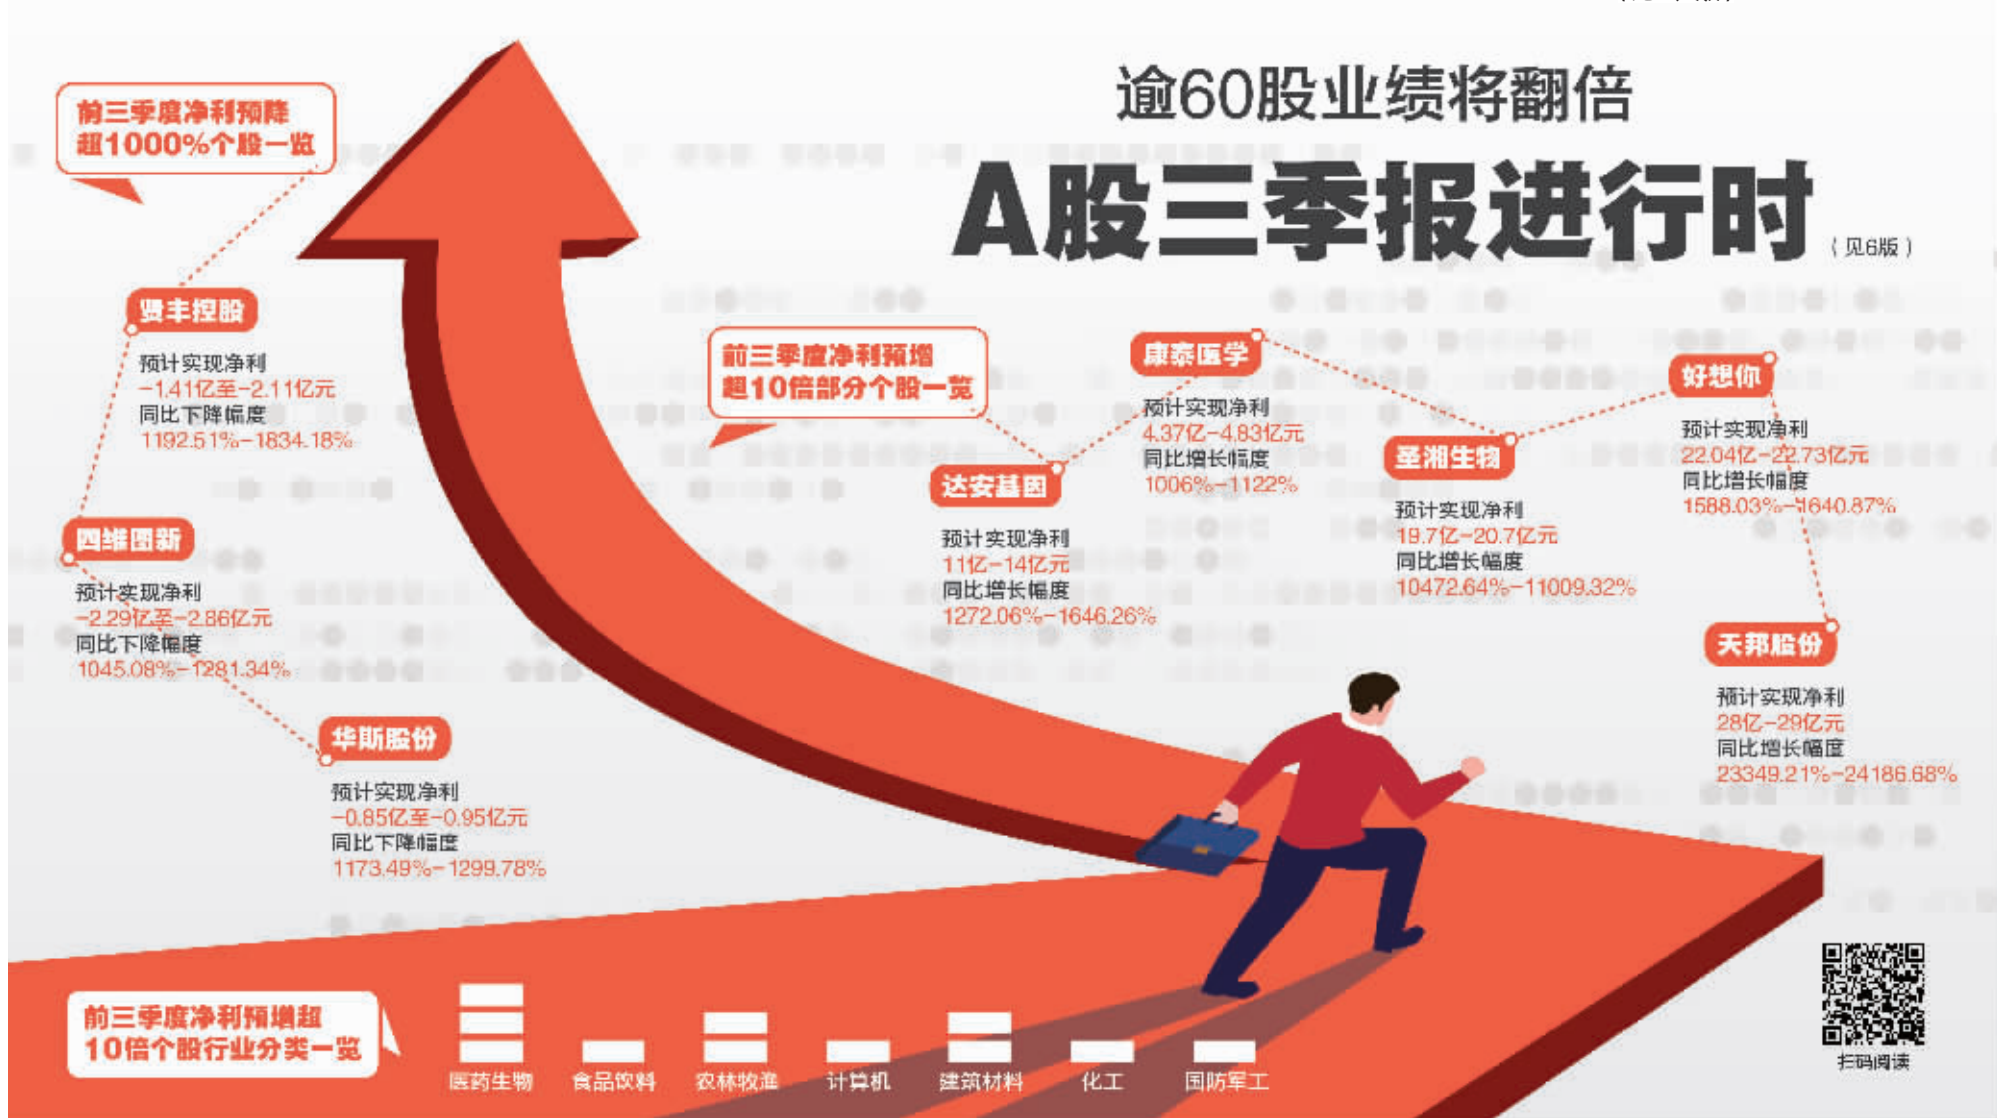 逾60股业绩将翻倍
A股三季报进行时
（见6版）
前三季度净利预降
超1000%个股一览
贤丰控股
预计实现净利
-1.41亿至-2.11亿元
同比下降幅度
1192.51%-1834.18%
四维图新
预计实现净利
-2.29亿至-2.86亿元
同比下降幅度
1045.08%-1281.34%
华斯股份
预计实现净利
-0.85亿至-0.95亿元
同比下降幅度
1173.49%-1299.78%
前三季度净利预增
超10倍部分个股一览
达安基因
预计实现净利
11亿-14亿元
同比增长幅度
1272.06%-1646.26%
康泰医学
预计实现净利
4.37亿-4.83亿元
同比增长幅度
1006%-1122%
圣湘生物
预计实现净利
19.7亿-20.7亿元
同比增长幅度
10472.64%-11009.32%
好想你
预计实现净利
22.04亿-22.73亿元
同比增长幅度
1588.03%-1640.87%
天邦股份
预计实现净利
28亿-29亿元
同比增长幅度
23349.21%-24186.68%
前三季度净利预增超
10倍个股行业分类一览
医药生物
食品饮料
农林牧渔
计算机
建筑材料
化工
国防军工
扫码阅读